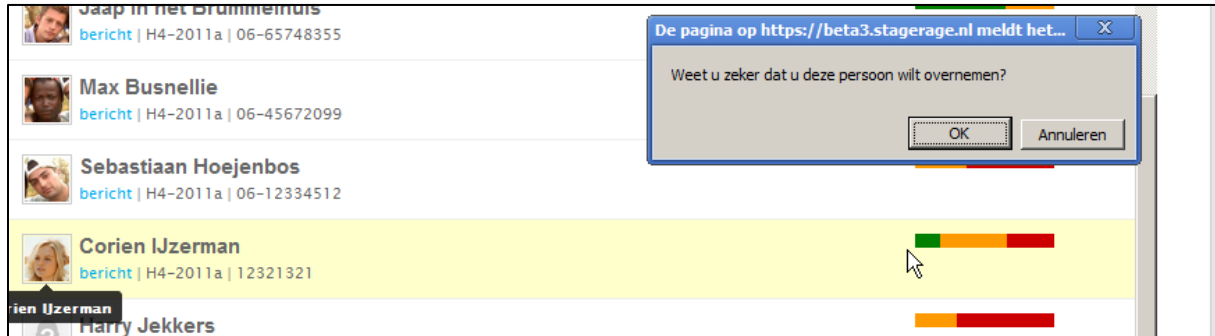 Jaap in het Brummelhuis
bericht | H4-2011a | 06-65748355
De pagina op https://beta3.stagerage.nl meldt het...
X
Weet u zeker dat u deze persoon wilt overnemen?
OK
Annuleren
Max Busnellie
bericht | H4-2011a | 06-45672099
Sebastiaan Hoejenbos
bericht | H4-2011a | 06-12334512
Corien IJzerman
bericht | H4-2011a | 12321321
rien IJzerman
Harry Jekkers